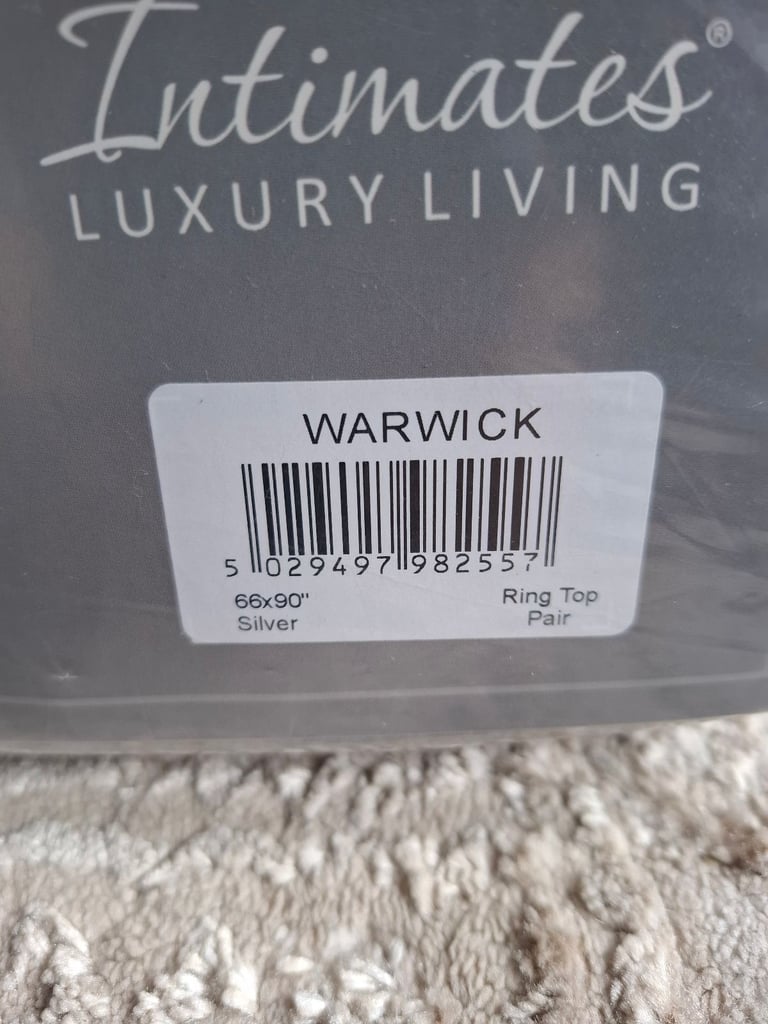 Intimates®
LUXURY LIVING
WARWICK
5 029497 982557
66x90" Ring Top
Silver Pair